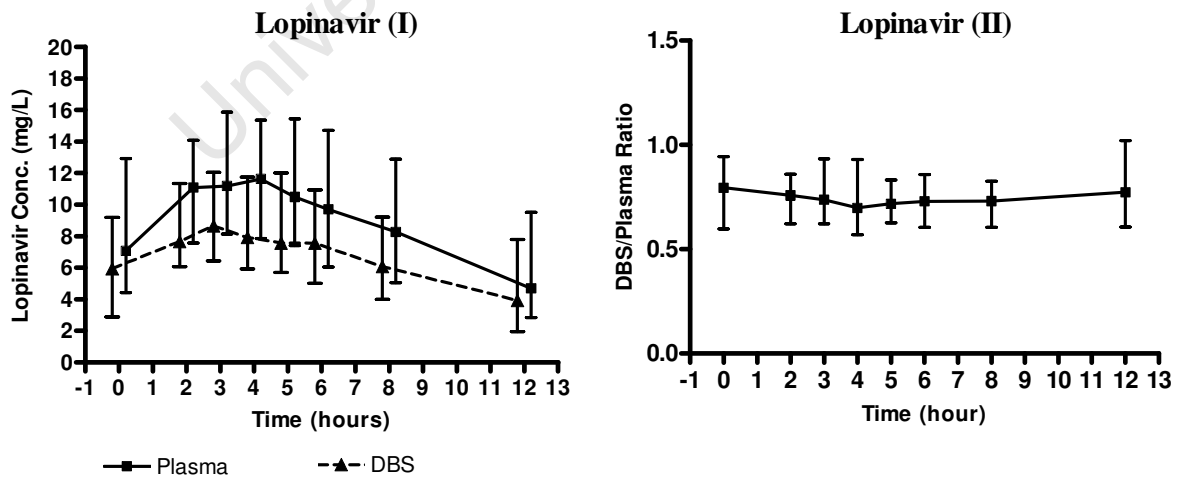 Lopinavir (I)
Lopinavir Conc. (mg/L)
20
18
16
14
12
10
8
6
4
2
0
-1 0 1 2 3 4 5 6 7 8 9 10 11 12 13
Time (hours)
Plasma DBS
Lopinavir (II)
DBS/Plasma Ratio
1.5
1.0
0.5
0.0
-1 0 1 2 3 4 5 6 7 8 9 10 11 12 13
Time (hour)
Unive